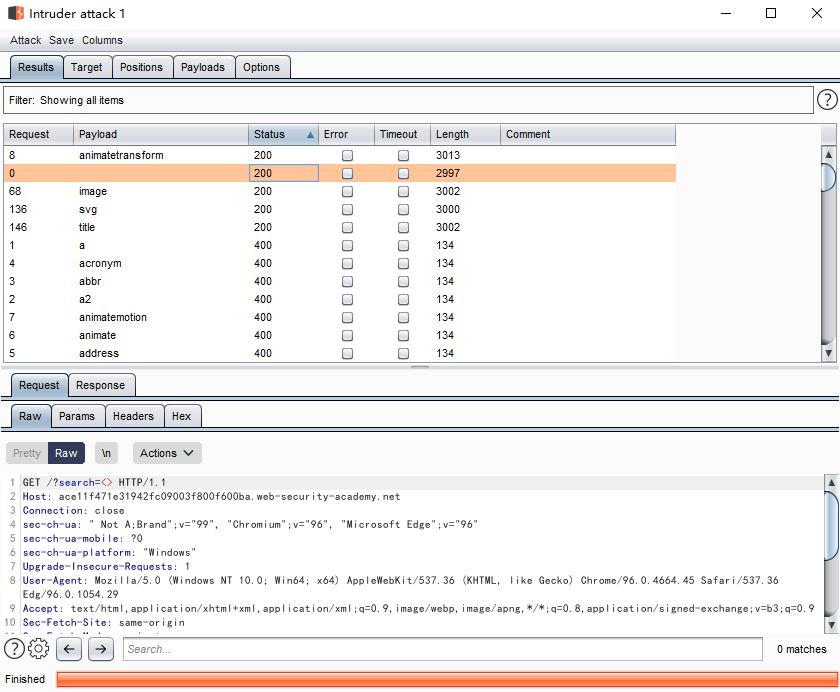 Intruder attack 1
Attack Save Columns
Results Target Positions Payloads Options
Filter: Showing all items ?
Request Payload Status Error Timeout Length Comment
8 animatetransform 200 3013
0 200 2997
68 image 200 3002
136 svg 200 3000
146 title 200 3002
1 a 400 134
4 acronym 400 134
3 abbr 400 134
2 a2 400 134
7 animatemotion 400 134
6 animate 400 134
5 address 400 134
Request Response
Raw Params Headers Hex
Pretty Raw \n Actions
1 GET /?search=<> HTTP/1.1
2 Host: ace11f471e31942fc09003f800f600ba.web-security-academy.net
3 Connection: close
4 sec-ch-ua: " Not A;Brand";v="99", "Chromium";v="96", "Microsoft Edge";v="96"
5 sec-ch-ua-mobile: ?0
6 sec-ch-ua-platform: "Windows"
7 Upgrade-Insecure-Requests: 1
8 User-Agent: Mozilla/5.0 (Windows NT 10.0; Win64; x64) AppleWebKit/537.36 (KHTML, like Gecko) Chrome/96.0.4664.45 Safari/537.36
Edg/96.0.1054.29
9 Accept: text/html,application/xhtml+xml,application/xml;q=0.9,image/webp,image/apng,*/*;q=0.8,application/signed-exchange;v=b3;q=0.9
10 Sec-Fetch-Site: same-origin
? Search... 0 matches
Finished